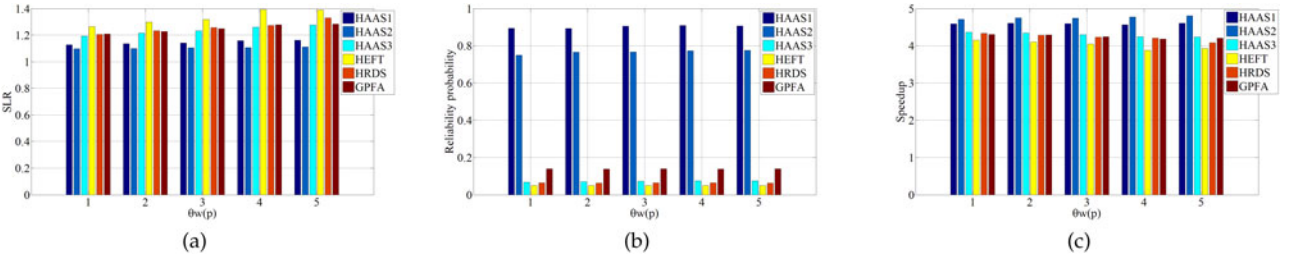 SLR
1.4
1.2
1
0.8
0.6
0.4
0.2
0
1 2 3 4 5
θw(p)
HAAS1
HAAS2
HAAS3
HEFT
HRDS
GPFA
(a)
Reliability probability
1
0.8
0.6
0.4
0.2
0
1 2 3 4 5
θw(p)
HAAS1
HAAS2
HAAS3
HEFT
HRDS
GPFA
(b)
Speedup
5
4
3
2
1
0
1 2 3 4 5
θw(p)
HAAS1
HAAS2
HAAS3
HEFT
HRDS
GPFA
(c)